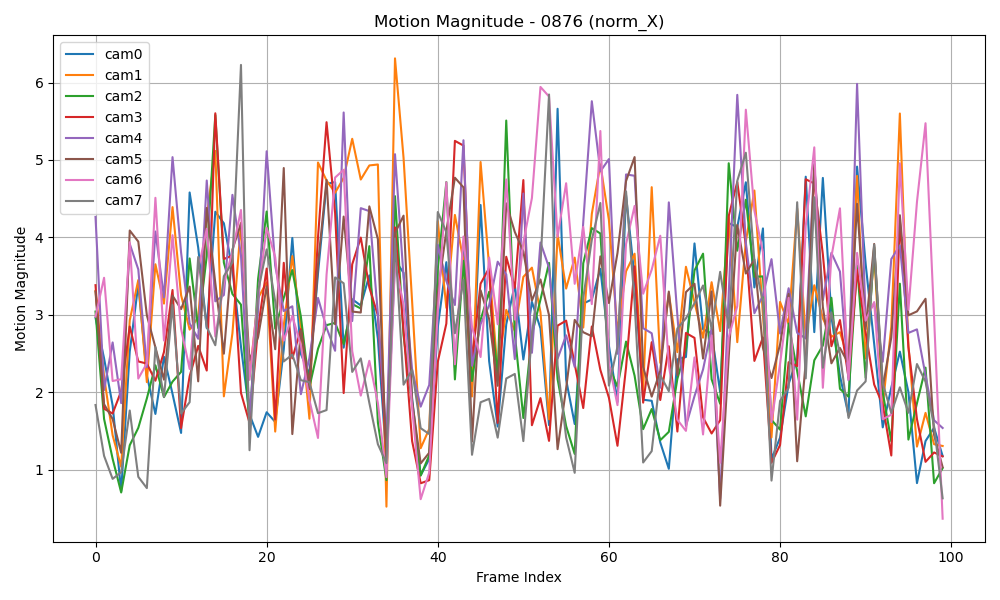 Motion Magnitude - 0876 (norm_X)
cam0
cam1
cam2
cam3
cam4
cam5
cam6
cam7
Motion Magnitude
6
5
4
3
2
1
0
20
40
60
80
100
Frame Index